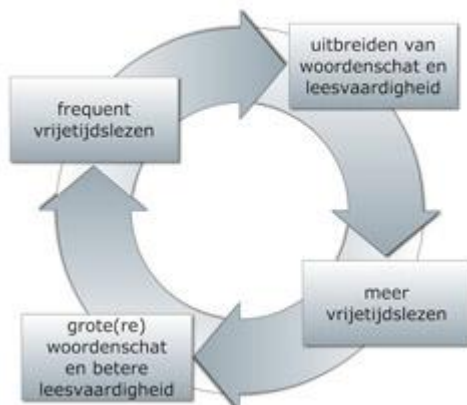 uitbreiden van
woordenschat en
leesvaardigheid
frequent
vrijetijdslezen
meer
vrijetijdslezen
grote(re)
woordenschat
en betere
leesvaardigheid